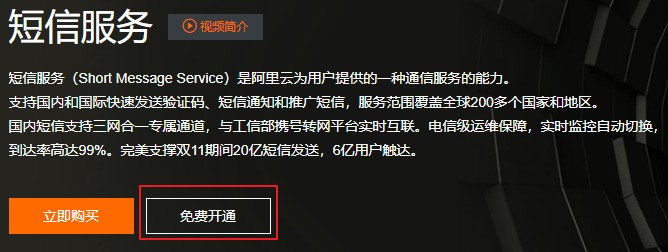 短信服务
视频简介
短信服务（Short Message Service）是阿里云为用户提供的一种通信服务的能力。
支持国内和国际快速发送验证码、短信通知和推广短信，服务范围覆盖全球200多个国家和地区。
国内短信支持三网合一专属通道，与工信部携号转网平台实时互联。电信级运维保障，实时监控自动切换，
到达率高达99%。完美支撑双11期间20亿短信发送，6亿用户触达。
立即购买
免费开通